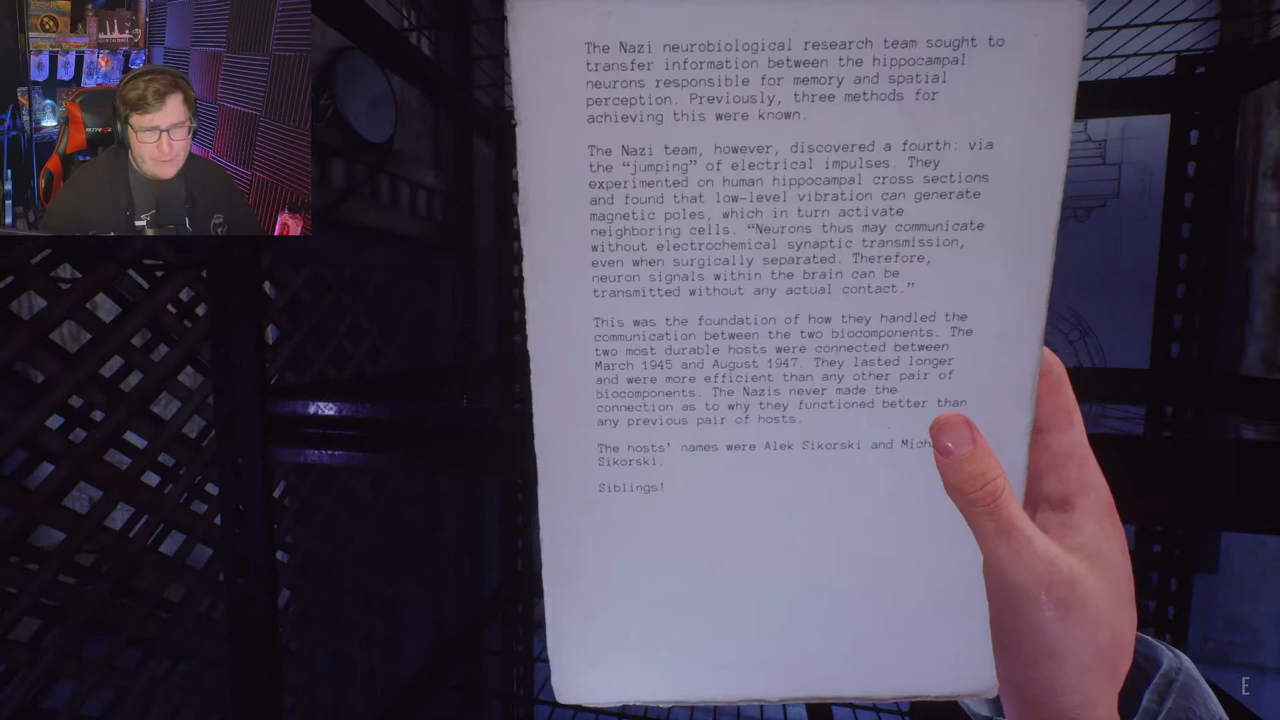 The Nazi neurobiological research team sought to
transfer information between the hippocampal
neurons responsible for memory and spatial
perception. Previously, three methods for
achieving this were known.
The Nazi team, however, discovered a fourth: via
the “jumping” of electrical impulses. They
experimented on human hippocampal cross sections
and found that low-level vibration can generate
magnetic poles, which in turn activate
neighboring cells. “Neurons thus may communicate
without electrochemical synaptic transmission,
even when surgically separated. Therefore,
neuron signals within the brain can be
transmitted without any actual contact.”
This was the foundation of how they handled the
communication between the two biocomponents. The
two most durable hosts were connected between
March 1945 and August 1947. They lasted longer
and were more efficient than any other pair of
biocomponents. The Nazis never made the
connection as to why they functioned better than
any previous pair of hosts.
The hosts’ names were Alek Sikorski and
Sikorski.
Siblings!
E